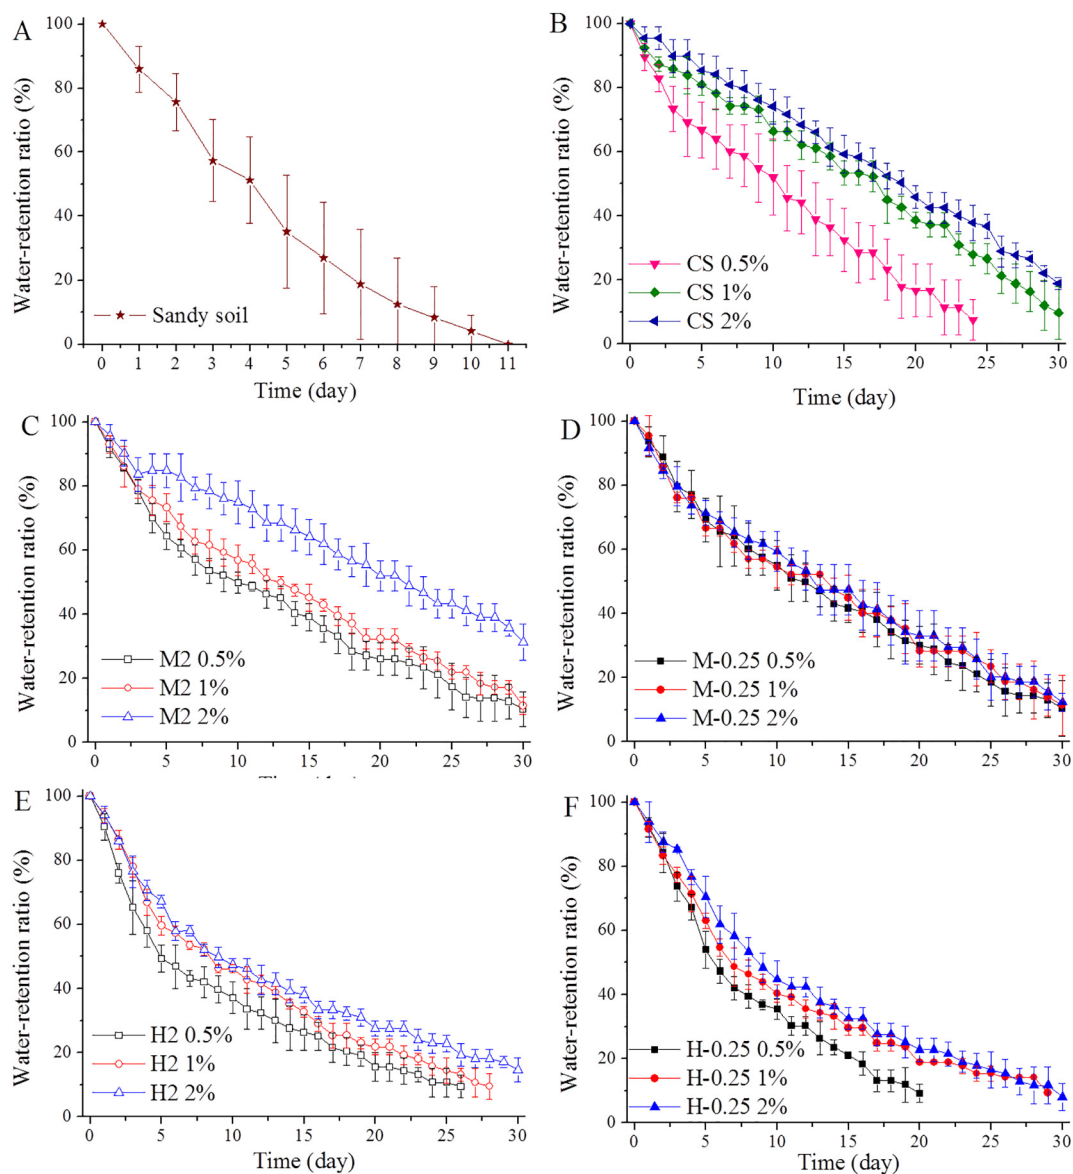 A
Water-retention ratio (%)
100
80
60
40
20
0
Sandy soil
0 1 2 3 4 5 6 7 8 9 10 11
Time (day)
B
Water-retention ratio (%)
100
80
60
40
20
0
CS 0.5%
CS 1%
CS 2%
0 5 10 15 20 25 30
Time (day)
C
Water-retention ratio (%)
100
80
60
40
20
0
M2 0.5%
M2 1%
M2 2%
0 5 10 15 20 25 30
D
Water-retention ratio (%)
100
80
60
40
20
0
M-0.25 0.5%
M-0.25 1%
M-0.25 2%
0 5 10 15 20 25 30
E
Water-retention ratio (%)
100
80
60
40
20
0
H2 0.5%
H2 1%
H2 2%
0 5 10 15 20 25 30
Time (day)
F
Water-retention ratio (%)
100
80
60
40
20
0
H-0.25 0.5%
H-0.25 1%
H-0.25 2%
0 5 10 15 20 25 30
Time (day)